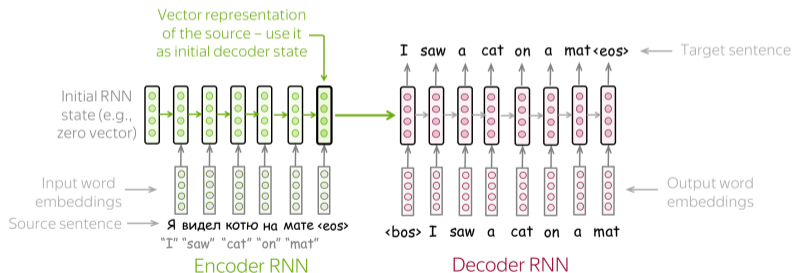 Vector representation
of the source – use it
as initial decoder state
I saw a cat on a mat<eos>
Target sentence
Initial RNN
state (e.g.,
zero vector)
Input word
embeddings
Output word
embeddings
Source sentence
Я видел котю на мате <eos>
"I" "saw" "cat" "on" "mat"
<bos> I saw a cat on a mat
Encoder RNN
Decoder RNN